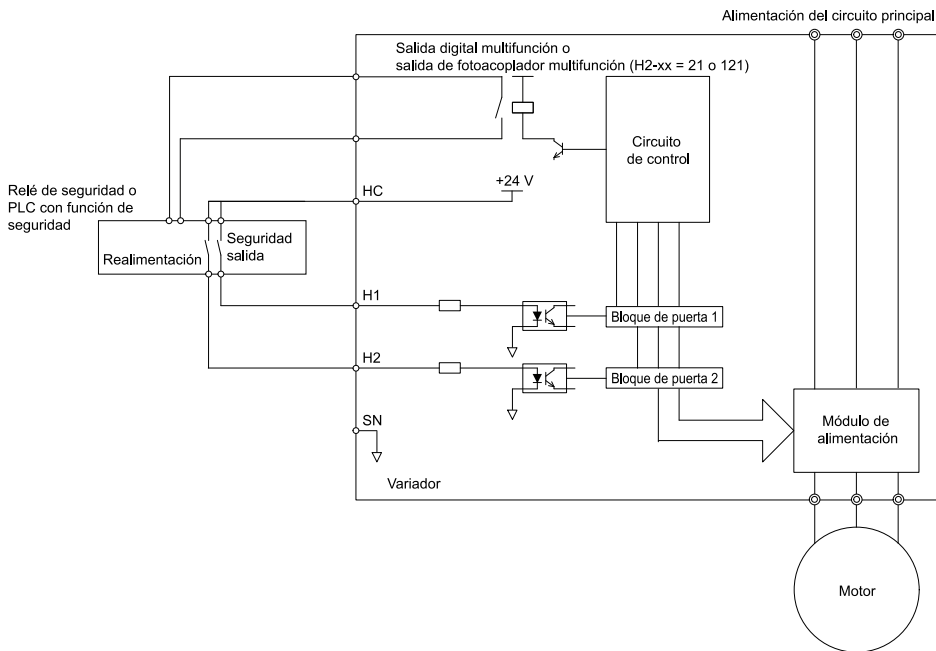 Alimentación del circuito principal
Salida digital multifunción o
salida de fotoacoplador multifunción (H2-xx = 21 o 121)
Circuito
de control
+24 V
HC
Relé de seguridad o
PLC con función de
seguridad
Seguridad
salida
Realimentación
H1
Bloque de puerta 1
H2
Bloque de puerta 2
SN
Módulo de
alimentación
Variador
Motor